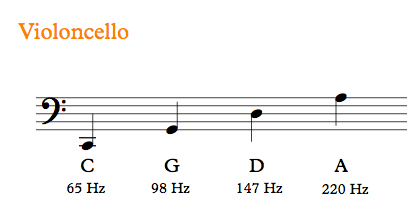 Violoncello
C G D A
65 Hz 98 Hz 147 Hz 220 Hz